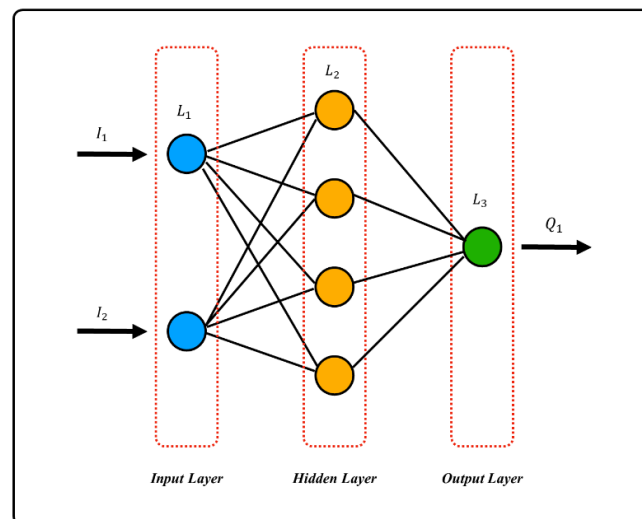 L₂
L₁
I₁
L₃
Q₁
I₂
Input Layer
Hidden Layer
Output Layer